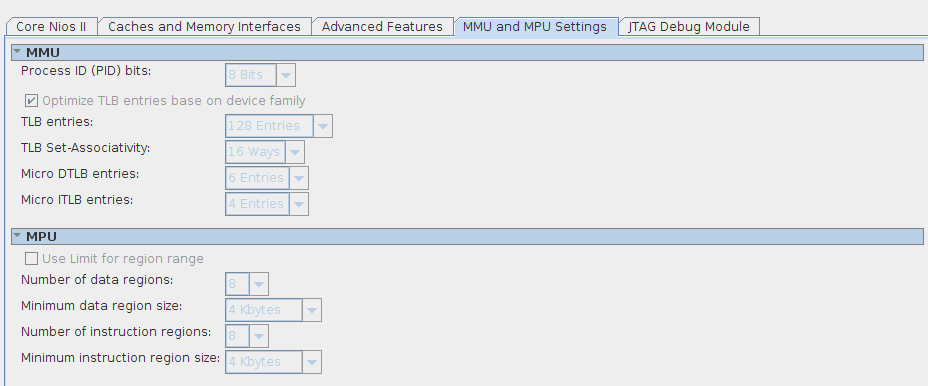 Core Nios II Caches and Memory Interfaces Advanced Features MMU and MPU Settings JTAG Debug Module
MMU
Process ID (PID) bits: 8 Bits
Optimize TLB entries base on device family
TLB entries: 128 Entries
TLB Set-Associativity: 16 Ways
Micro DTLB entries: 6 Entries
Micro ITLB entries: 4 Entries
MPU
Use Limit for region range
Number of data regions: 8
Minimum data region size: 4 Kbytes
Number of instruction regions: 8
Minimum instruction region size: 4 Kbytes